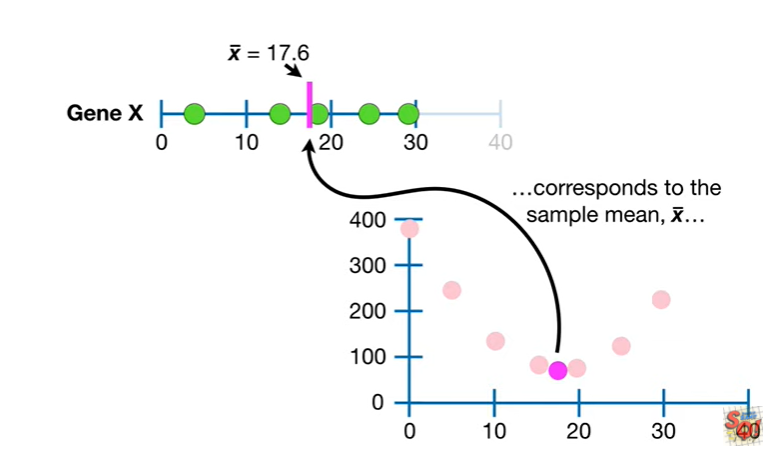 x̄ = 17.6
Gene X
0 10 20 30 40
...corresponds to the
sample mean, x̄...
400
300
200
100
0
0 10 20 30 40